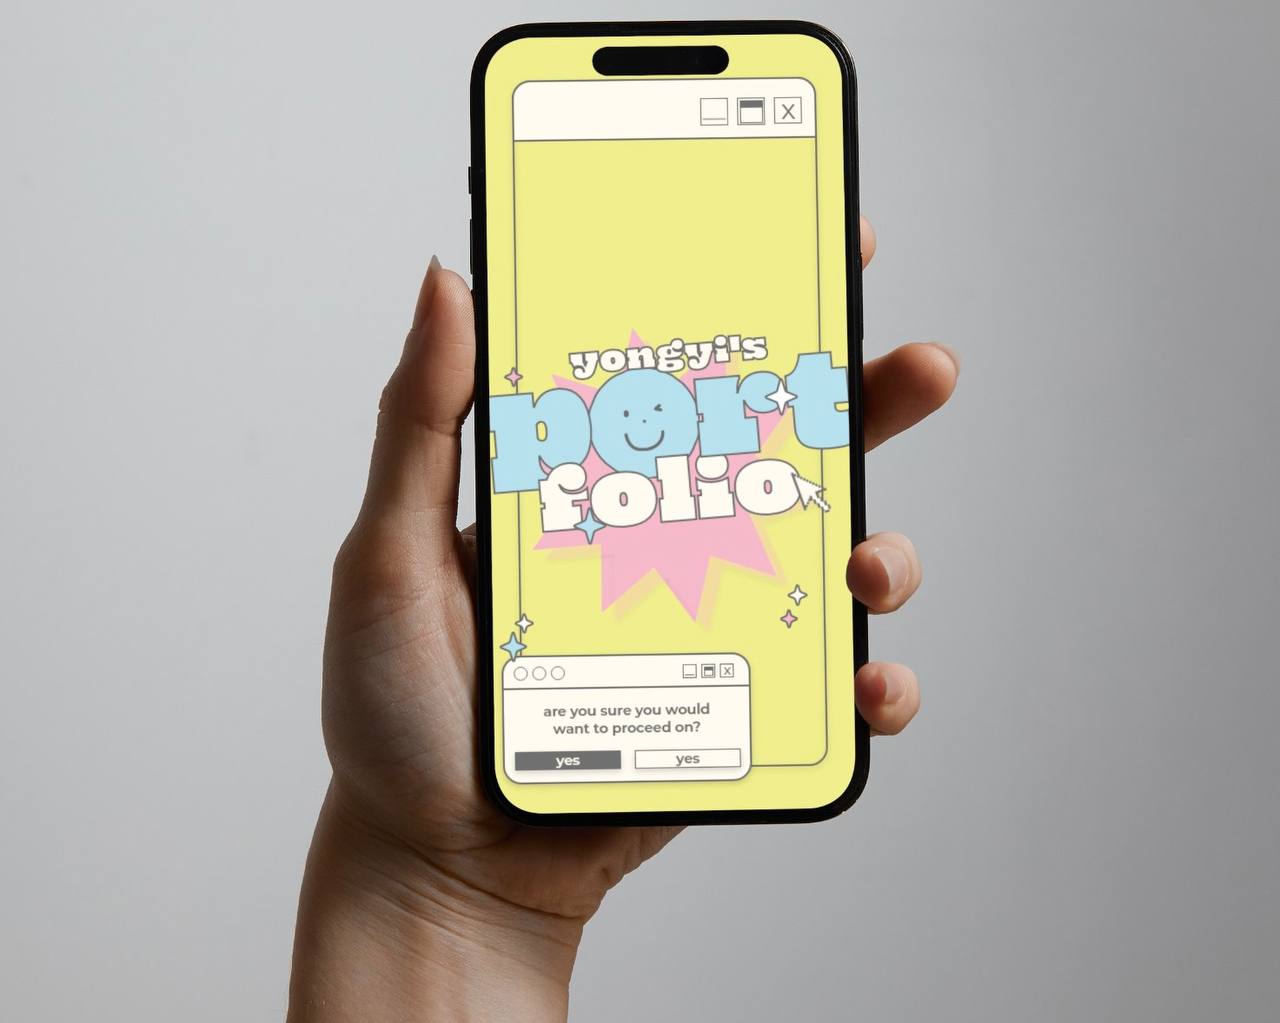 X
yongyi's
port
folio
X
are you sure you would
want to proceed on?
yes yes